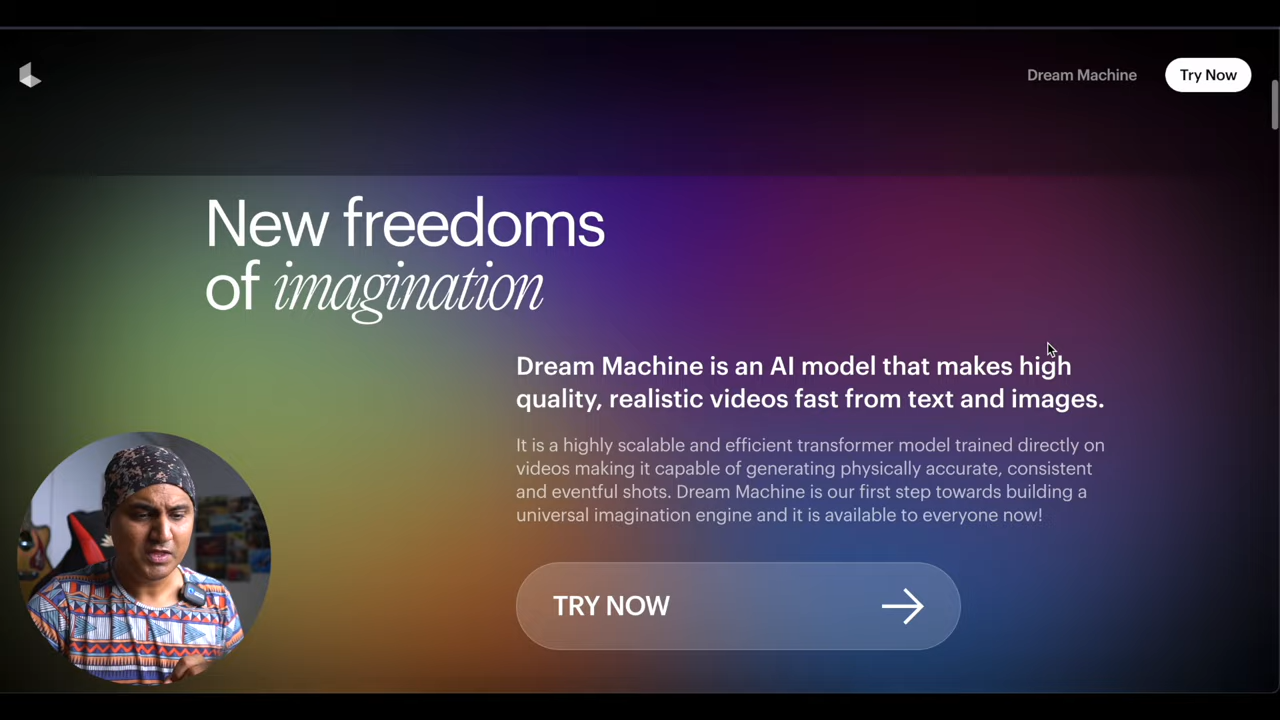 Dream Machine
Try Now
New freedoms
of imagination
Dream Machine is an AI model that makes high
quality, realistic videos fast from text and images.
It is a highly scalable and efficient transformer model trained directly on
videos making it capable of generating physically accurate, consistent
and eventful shots. Dream Machine is our first step towards building a
universal imagination engine and it is available to everyone now!
TRY NOW